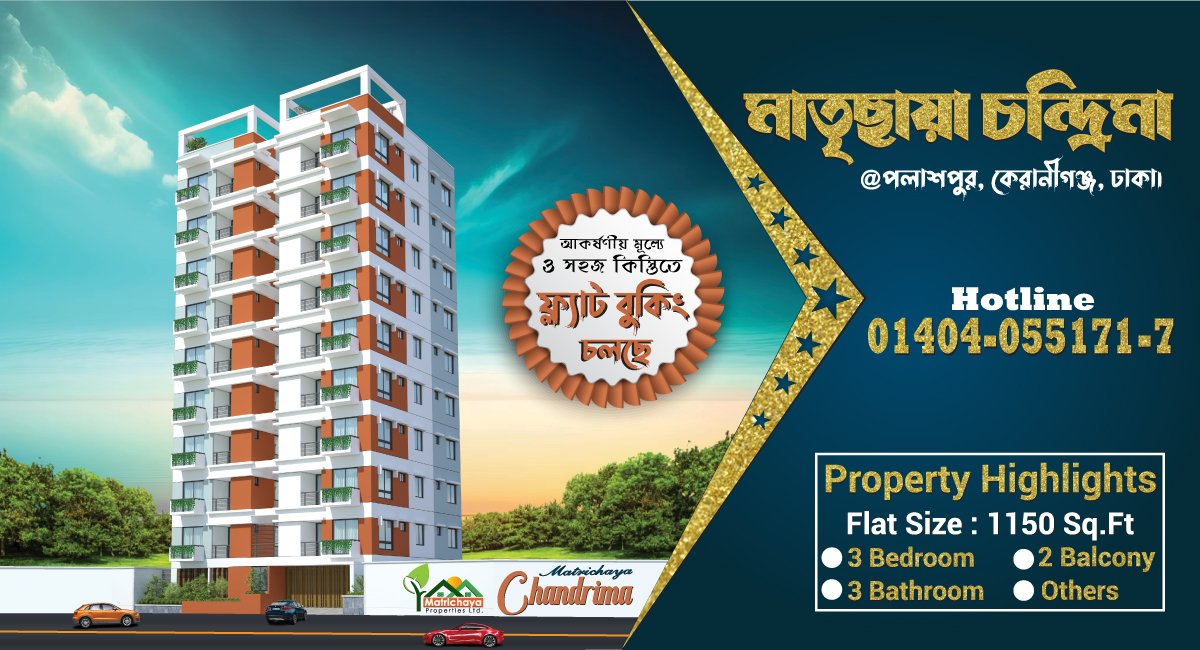 মাতৃছায়া চন্দ্রিমা
@পলাশপুর, কেরানীগঞ্জ, ঢাকা।
আকর্ষণীয় মূল্যে
ও সহজ কিস্তিতে
ফ্ল্যাট বুকিং
চলছে
Hotline
01404-055171-7
Property Highlights
Flat Size : 1150 Sq.Ft
3 Bedroom
2 Balcony
3 Bathroom
Others
Matrichaya
Properties Ltd.
Matrichaya
Chandrima